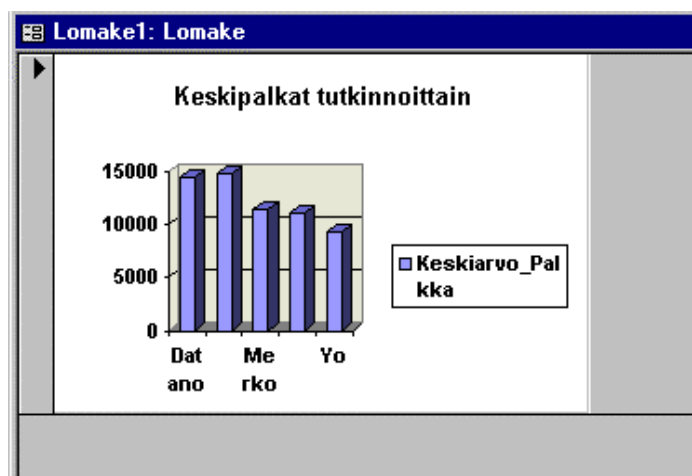 Lomake1: Lomake
Keskipalkat tutkinnoittain
15000
10000
5000
0
Keskiarvo_Pal
kka
Dat Me Yo
ano rko